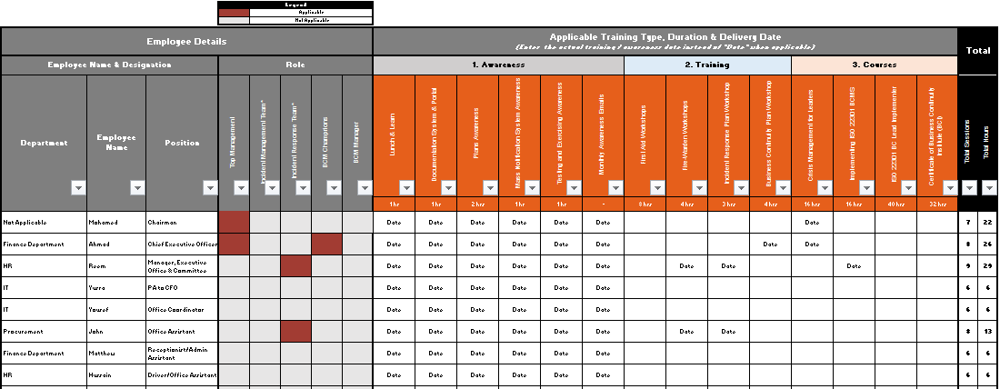 Legend
Applicable
Not Applicable
Employee Details
Applicable Training Type, Duration & Delivery Date
(Enter the actual training / awareness date instead of "Date" when applicable)
Total
Employee Name & Designation
Role
1. Awareness
2. Training
3. Courses
Department
Employee Name
Position
Top Management
Incident Management Team*
Incident Response Team*
BCM Champions
BCM Manager
Lunch & Learn
Documentation System & Portal
Plans Awareness
Mass Notification System Awareness
Testing and Exercing Awareness
Monthly Awareness Emails
First Aid Workshops
Fire-Warden Workshops
Incident Response Plan Workshop
Business Continuity Plan Workshop
Crisis Management for Leaders
Implementing ISO 22301 BCMS
ISO 22301 BC Lead Implementer
Certificate of Business Continuity Institute (BCI)
Total Sessions
Total Hours
1 hr 1 hr 2 hrs 1 hr 1 hr - 8 hrs 4 hrs 3 hrs 4 hrs 16 hrs 16 hrs 40 hrs 32 hrs
Not Applicable Mohamed Chairman Date Date Date Date Date Date Date 7 22
Finance Department Ahmad Chief Executive Officer Date Date Date Date Date Date Date Date 8 26
HR Reem Manager, Executive Office & Committee Date Date Date Date Date Date Date Date Date 9 29
IT Yusra PA to CFO Date Date Date Date Date Date 6 6
IT Yousef Office Coordinator Date Date Date Date Date Date 6 6
Procurement John Office Assistant Date Date Date Date Date Date Date Date 8 13
Finance Department Matthew Receptionist/Admin Assistant Date Date Date Date Date Date 6 6
HR Hussain Driver/Office Assistant Date Date Date Date Date Date 6 6